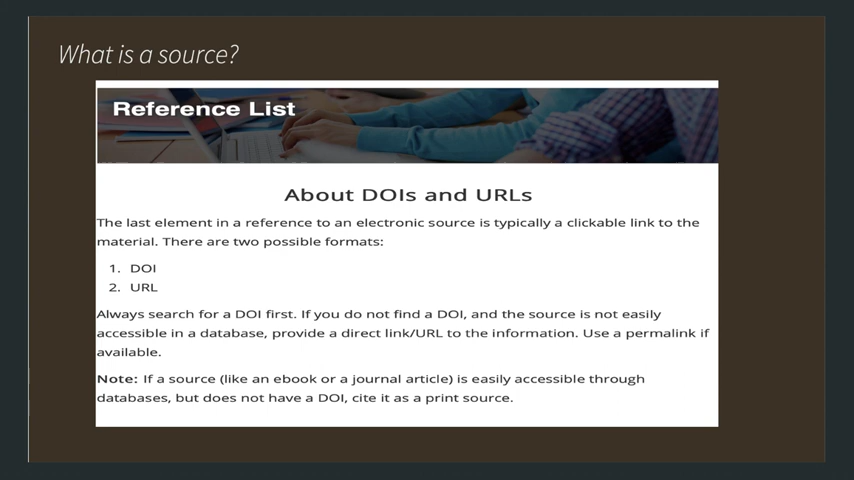 What is a source?
Reference List
About DOIs and URLs
The last element in a reference to an electronic source is typically a clickable link to the
material. There are two possible formats:
1. DOI
2. URL
Always search for a DOI first. If you do not find a DOI, and the source is not easily
accessible in a database, provide a direct link/URL to the information. Use a permalink if
available.
Note: If a source (like an ebook or a journal article) is easily accessible through
databases, but does not have a DOI, cite it as a print source.